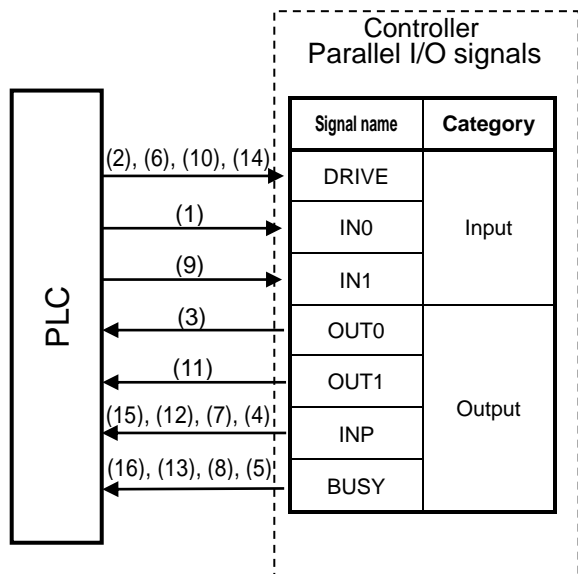 Controller
Parallel I/O signals
Signal name Category
(2), (6), (10), (14) DRIVE
(1) IN0 Input
(9) IN1
PLC
(3) OUT0
(11) OUT1
Output
(15), (12), (7), (4) INP
(16), (13), (8), (5) BUSY